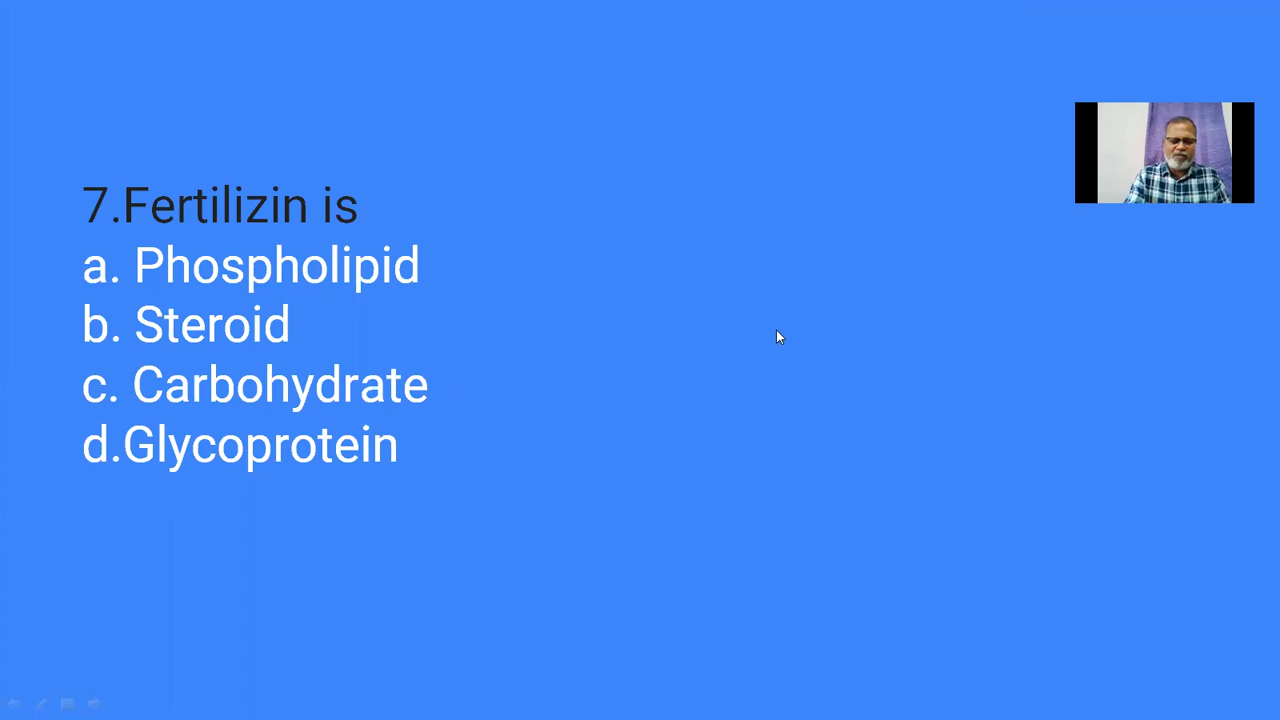 7.Fertilizin is
a. Phospholipid
b. Steroid
c. Carbohydrate
d.Glycoprotein